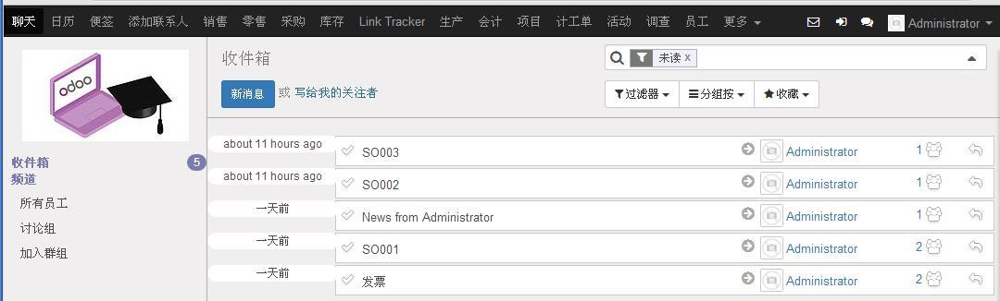 聊天 日历 便签 添加联系人 销售 零售 采购 库存 Link Tracker 生产 会计 项目 计工单 活动 调查 员工 更多 Administrator
odoo
收件箱 5
频道
所有员工
讨论组
加入群组
收件箱
未读 x
新消息 或 写给我的关注者
过滤器 分组按 收藏
about 11 hours ago SO003 Administrator 1
about 11 hours ago SO002 Administrator 1
一天前 News from Administrator Administrator 1
一天前 SO001 Administrator 2
一天前 发票 Administrator 2